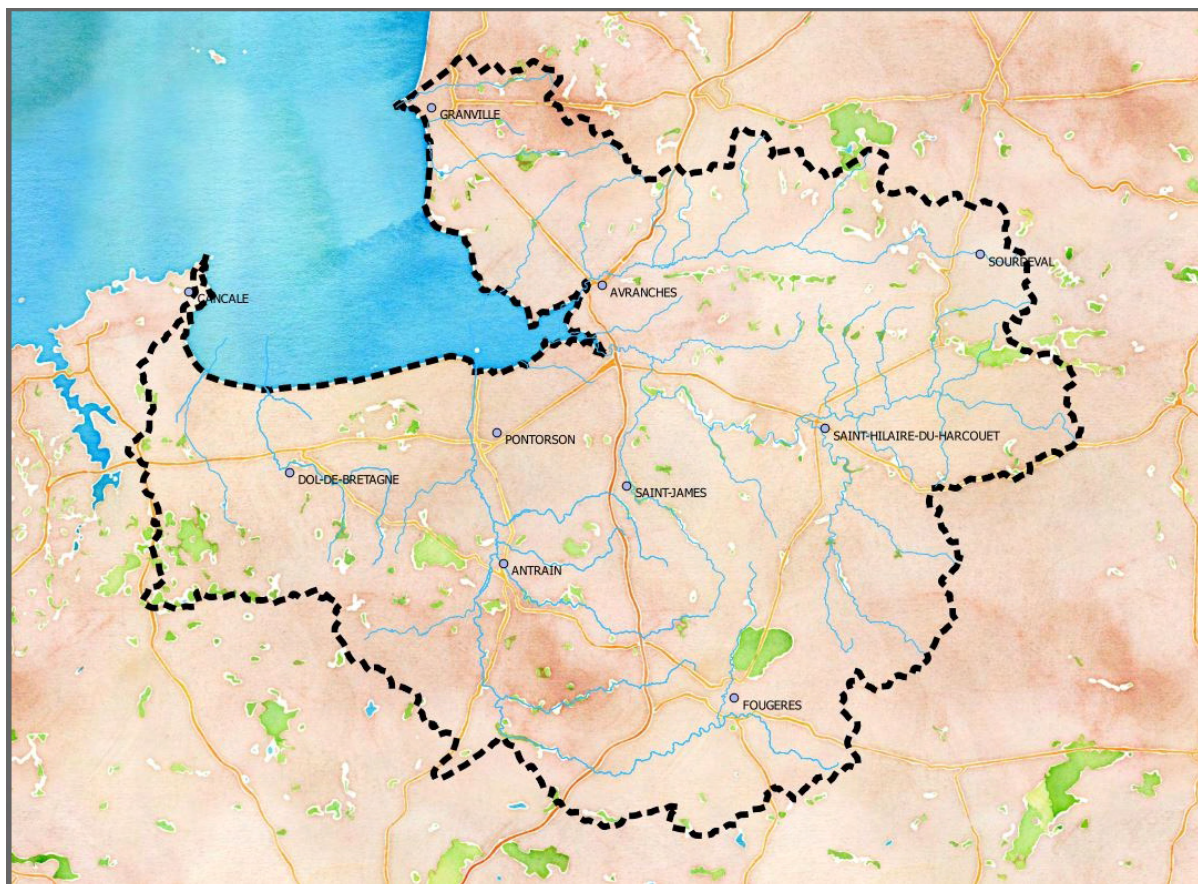 GRANVILLE
SOURDEVAL
AVRANCHES
CANCALE
SAINT-HILAIRE-DU-HARCOUET
PONTORSON
DOL-DE-BRETAGNE
SAINT-JAMES
ANTRAIN
FOUGERES